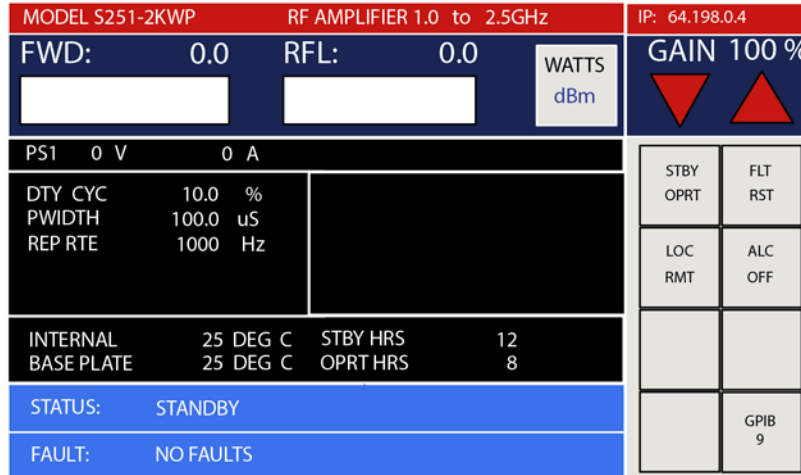 MODEL S251-2KWP RF AMPLIFIER 1.0 to 2.5GHz IP: 64.198.0.4
FWD: 0.0 RFL: 0.0
WATTS
dBm
GAIN 100 %
PS1 0 V 0 A
DTY CYC 10.0 %
PWIDTH 100.0 uS
REP RTE 1000 Hz
STBY
OPRT
FLT
RST
LOC
RMT
ALC
OFF
INTERNAL 25 DEG C STBY HRS 12
BASE PLATE 25 DEG C OPRT HRS 8
STATUS: STANDBY
FAULT: NO FAULTS
GPIB
9